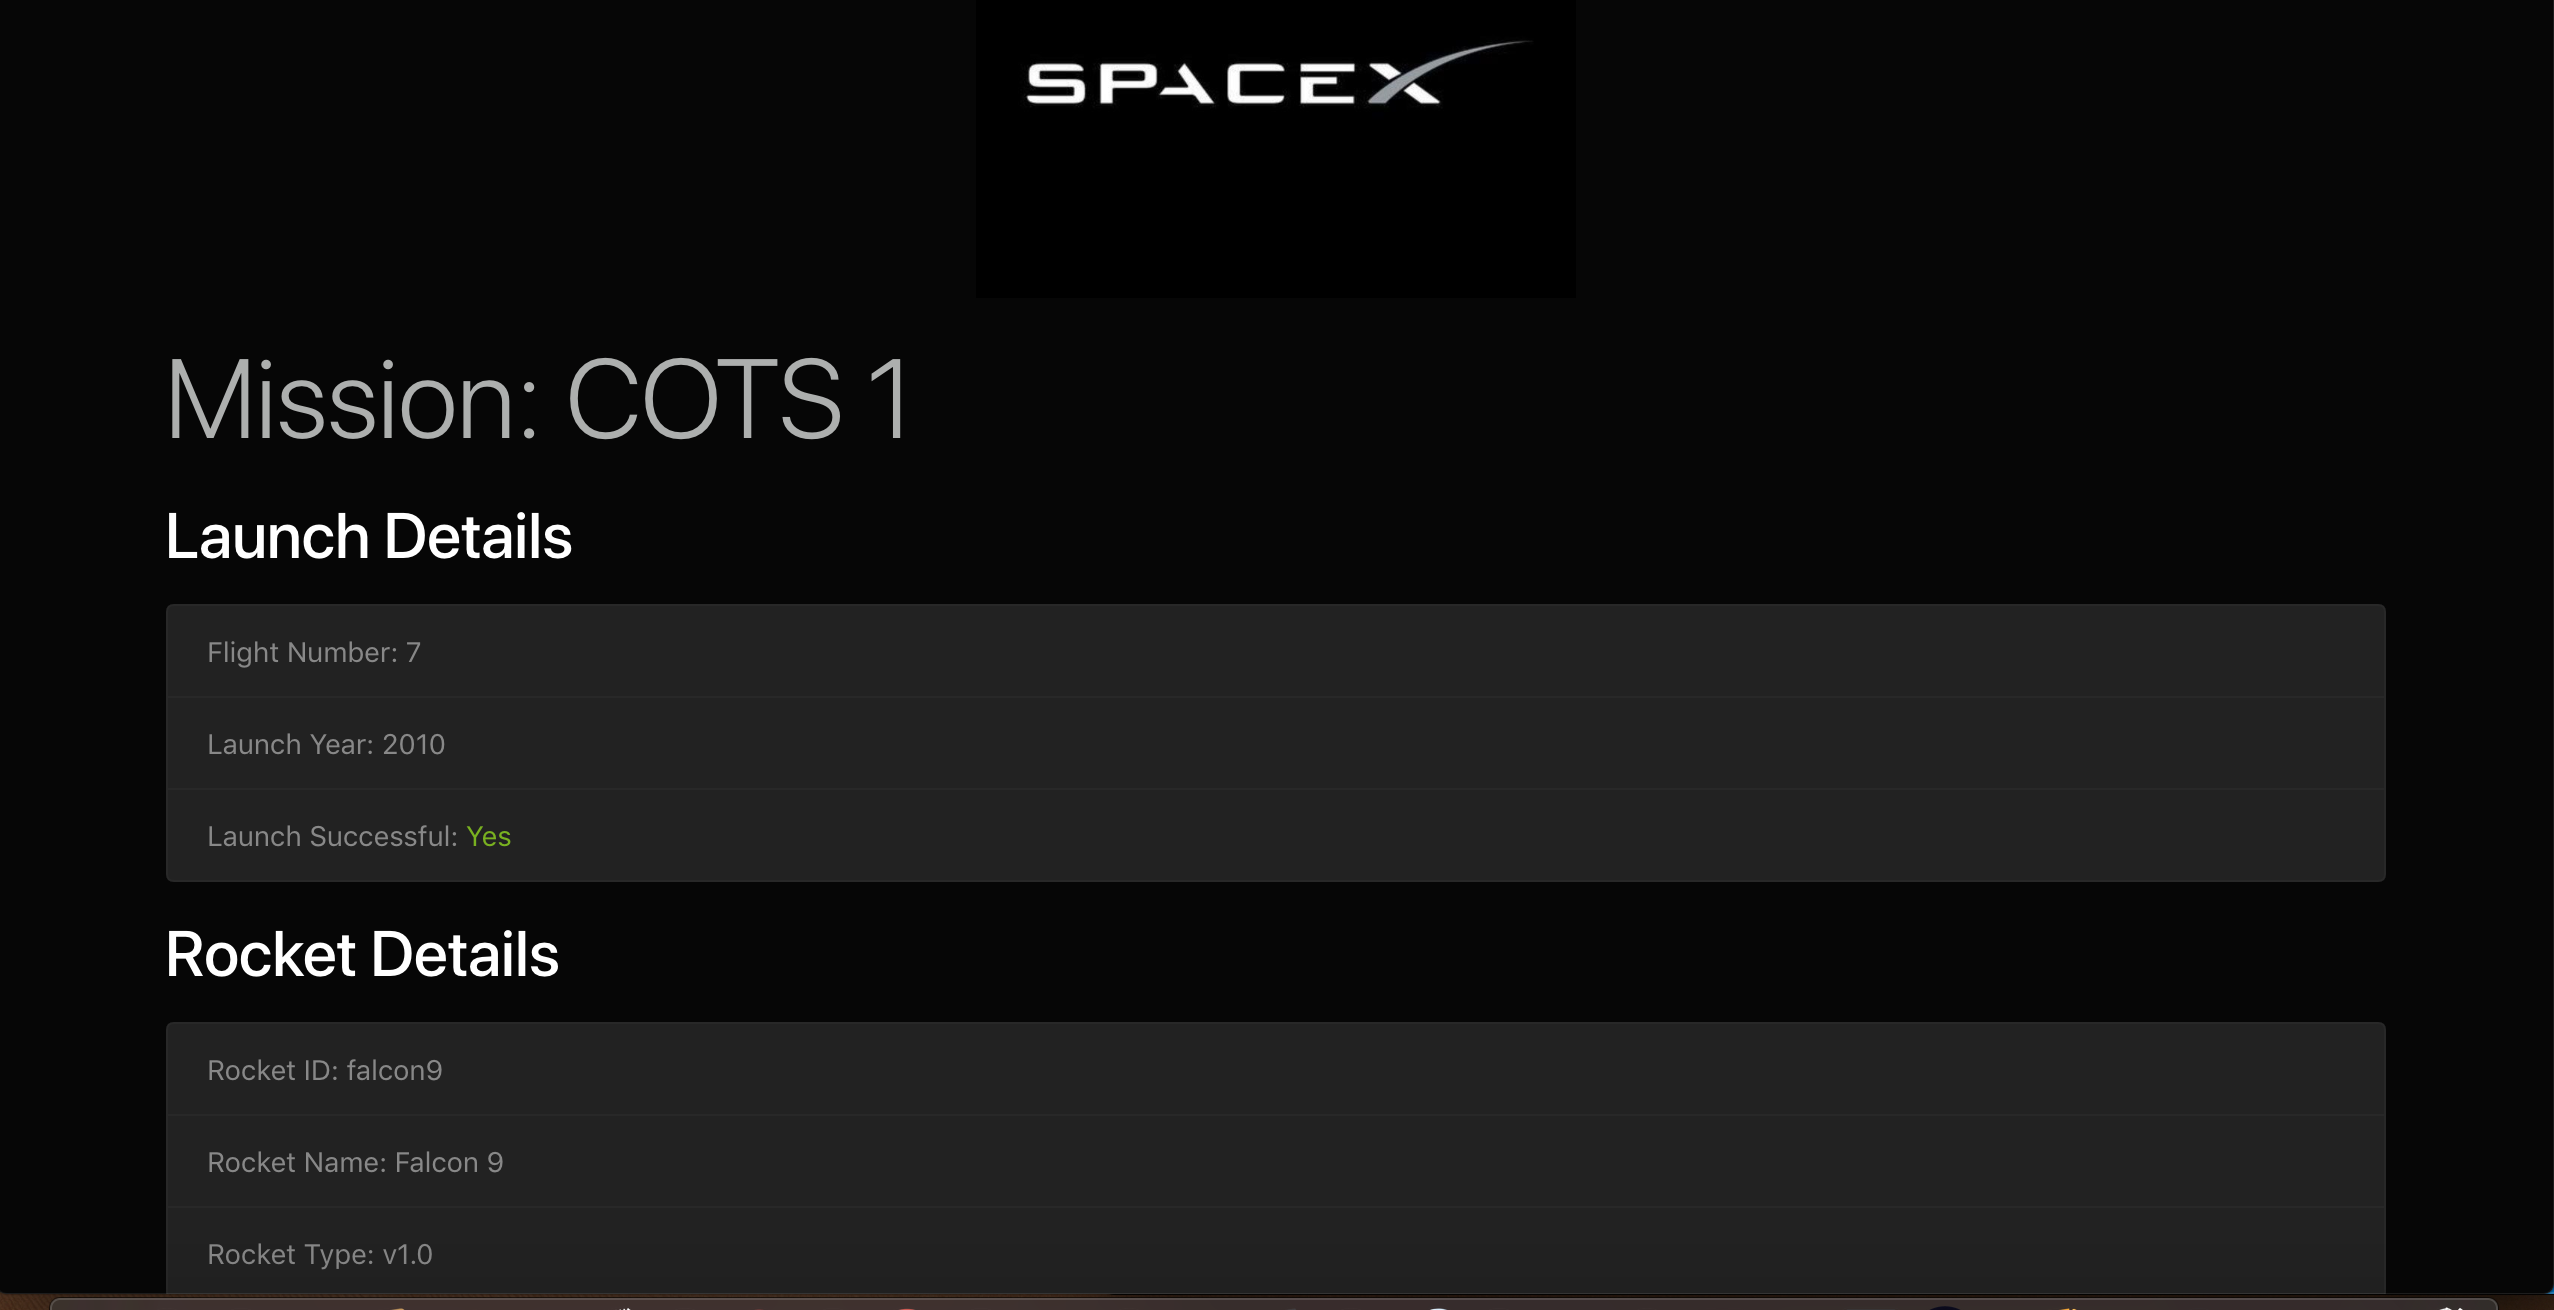 SPACEX
Mission: COTS 1
Launch Details
Flight Number: 7
Launch Year: 2010
Launch Successful: Yes
Rocket Details
Rocket ID: falcon9
Rocket Name: Falcon 9
Rocket Type: v1.0